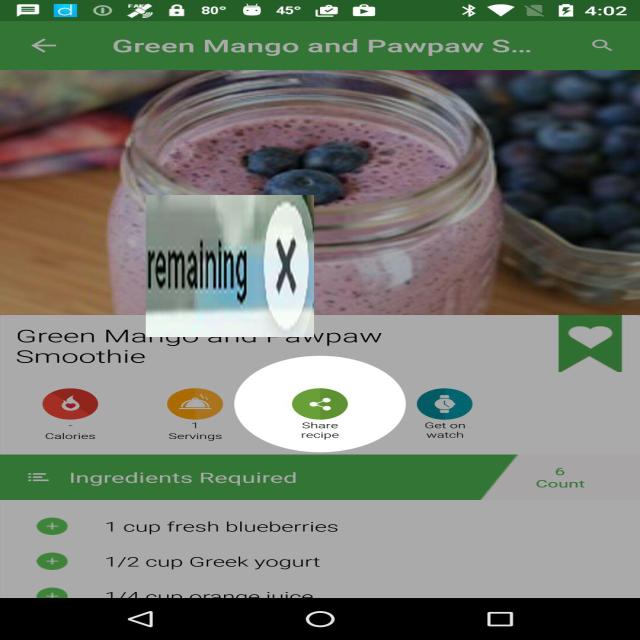 80° 45° 4:02
Green Mango and Pawpaw S...
remaining X
Green Mango and Pawpaw
Smoothie
-
Calories
1
Servings
Share
recipe
Get on
watch
Ingredients Required
6
Count
1 cup fresh blueberries
1/2 cup Greek yogurt
1/4 cup orange juice